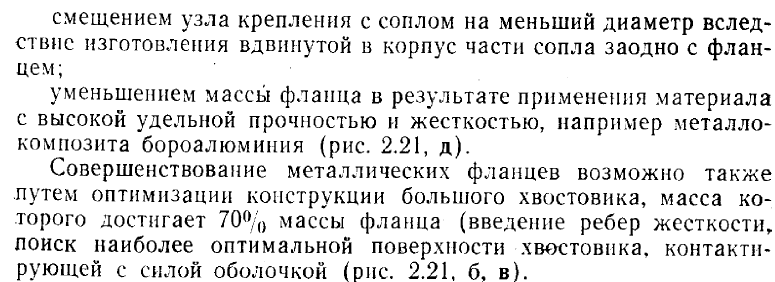 смещением узла крепления с соплом на меньший диаметр вслед-
ствие изготовления вдвинутой в корпус части сопла заодно с флан-
цем;
уменьшением массы фланца в результате применения материала
с высокой удельной прочностью и жесткостью, например металло-
композита бороалюминия (рис. 2.21, д).
Совершенствование металлических фланцев возможно также
путем оптимизации конструкции большого хвостовика, масса ко-
торого достигает 70% массы фланца (введение ребер жесткости,
поиск наиболее оптимальной поверхности хвостовика, контакти-
рующей с силой оболочкой (рис. 2.21, б, в).